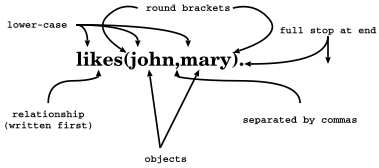 round brackets
lower-case
full stop at end
likes(john,mary).
relationship
(written first)
separated by commas
objects